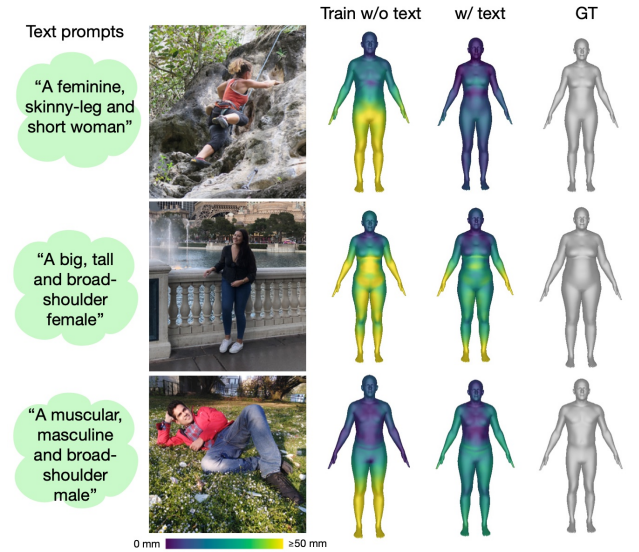 Train w/o text
w/ text
GT
Text prompts
“A feminine,
skinny-leg and
short woman”
“A big, tall
and broad-
shoulder
female”
“A muscular,
masculine
and broad-
shoulder
male”
0 mm
≥50 mm